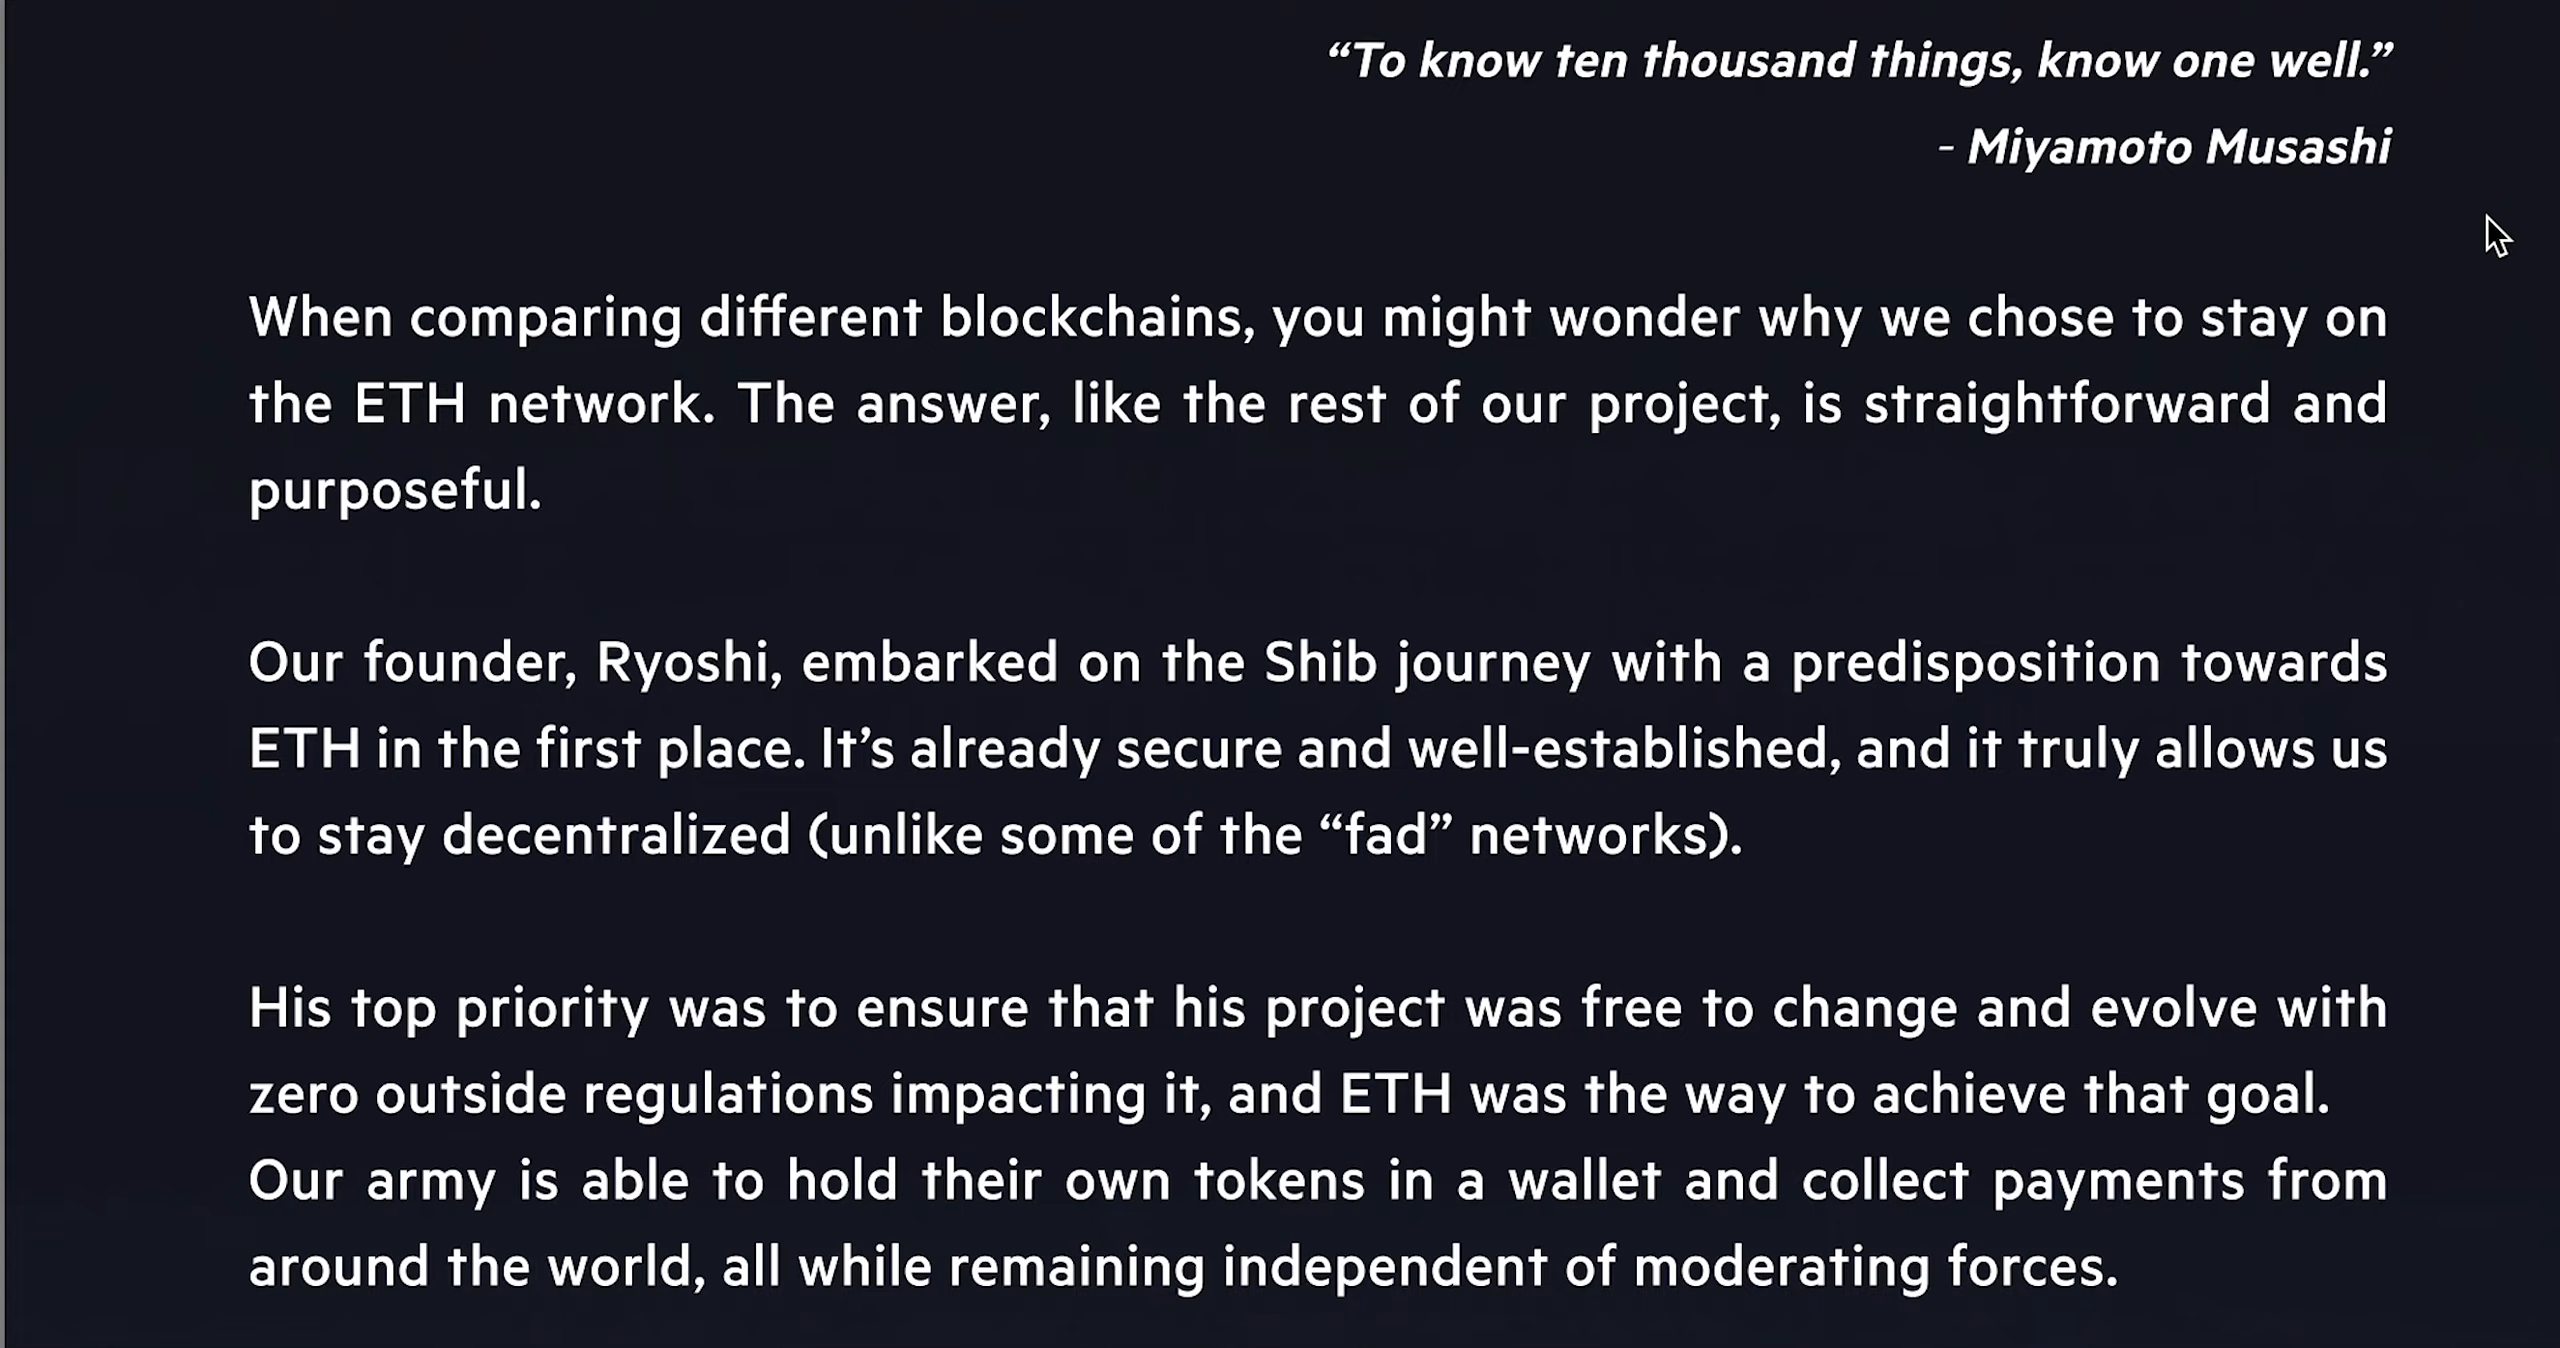 “To know ten thousand things, know one well.”
- Miyamoto Musashi
When comparing different blockchains, you might wonder why we chose to stay on
the ETH network. The answer, like the rest of our project, is straightforward and
purposeful.
Our founder, Ryoshi, embarked on the Shib journey with a predisposition towards
ETH in the first place. It’s already secure and well-established, and it truly allows us
to stay decentralized (unlike some of the “fad” networks).
His top priority was to ensure that his project was free to change and evolve with
zero outside regulations impacting it, and ETH was the way to achieve that goal.
Our army is able to hold their own tokens in a wallet and collect payments from
around the world, all while remaining independent of moderating forces.